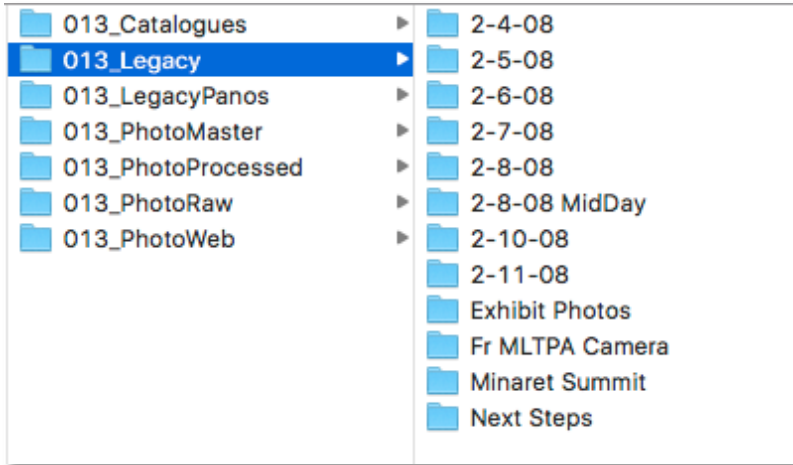 013_Catalogues
013_Legacy
013_LegacyPanos
013_PhotoMaster
013_PhotoProcessed
013_PhotoRaw
013_PhotoWeb
2-4-08
2-5-08
2-6-08
2-7-08
2-8-08
2-8-08 MidDay
2-10-08
2-11-08
Exhibit Photos
Fr MLTPA Camera
Minaret Summit
Next Steps